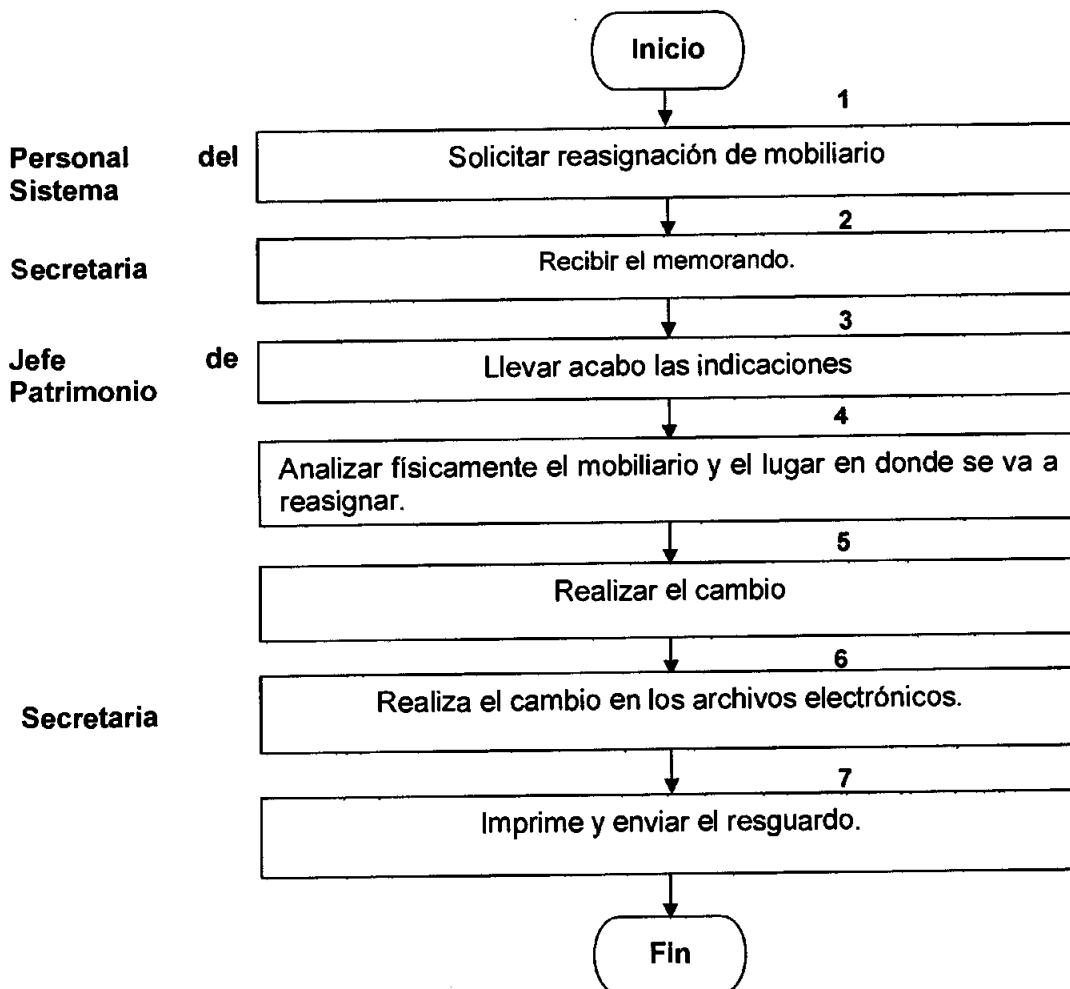 Inicio
1
Personal del
Sistema
Solicitar reasignación de mobiliario
2
Secretaria
Recibir el memorando.
3
Jefe de
Patrimonio
Llevar acabo las indicaciones
4
Analizar físicamente el mobiliario y el lugar en donde se va a
reasignar.
5
Realizar el cambio
6
Secretaria
Realiza el cambio en los archivos electrónicos.
7
Imprime y enviar el resguardo.
Fin